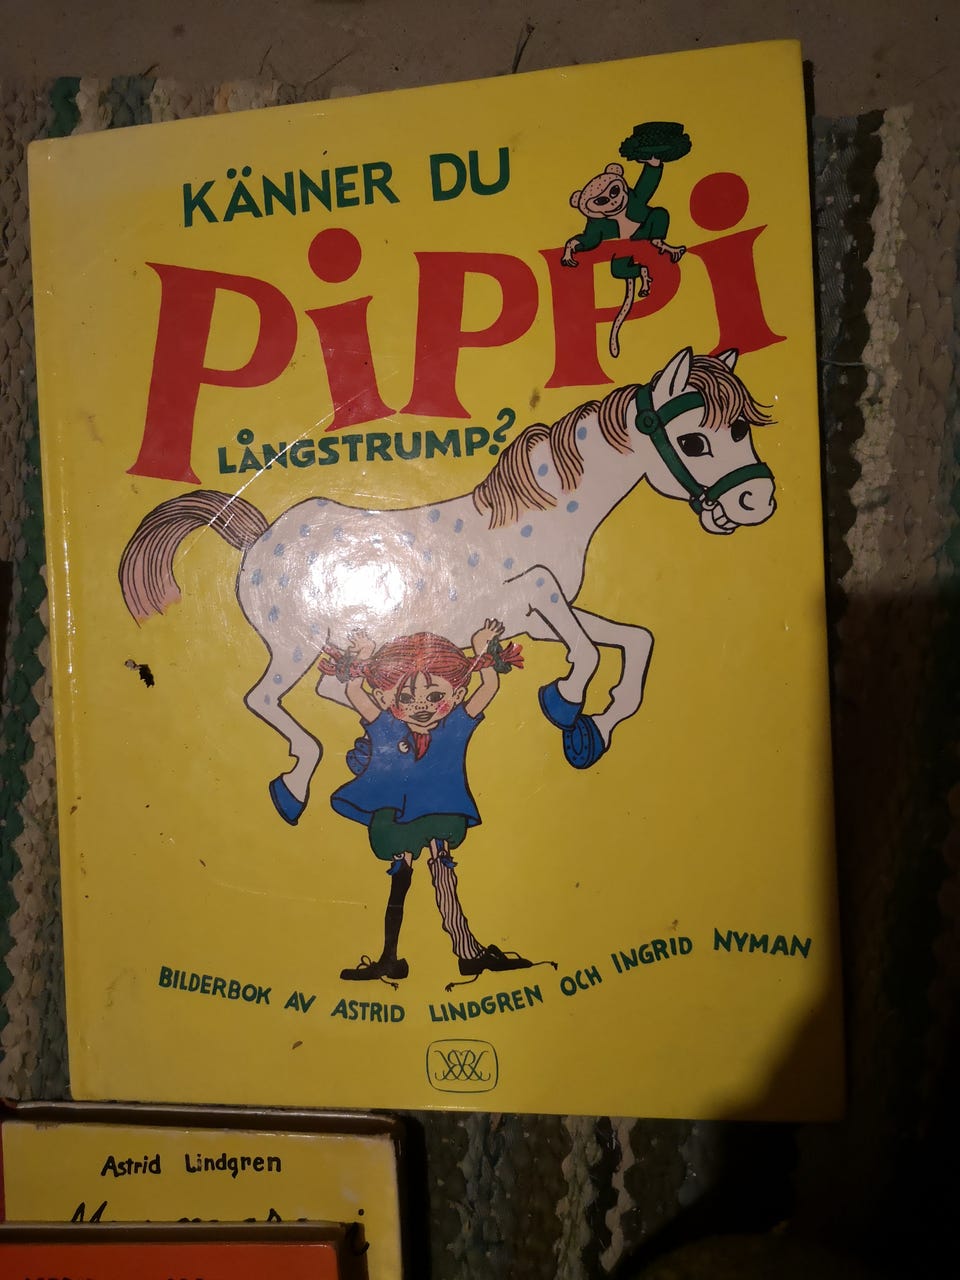 KÄNNER DU
PiPPi
LÅNGSTRUMP?
BILDERBOK AV ASTRID LINDGREN OCH INGRID NYMAN
Astrid Lindgren